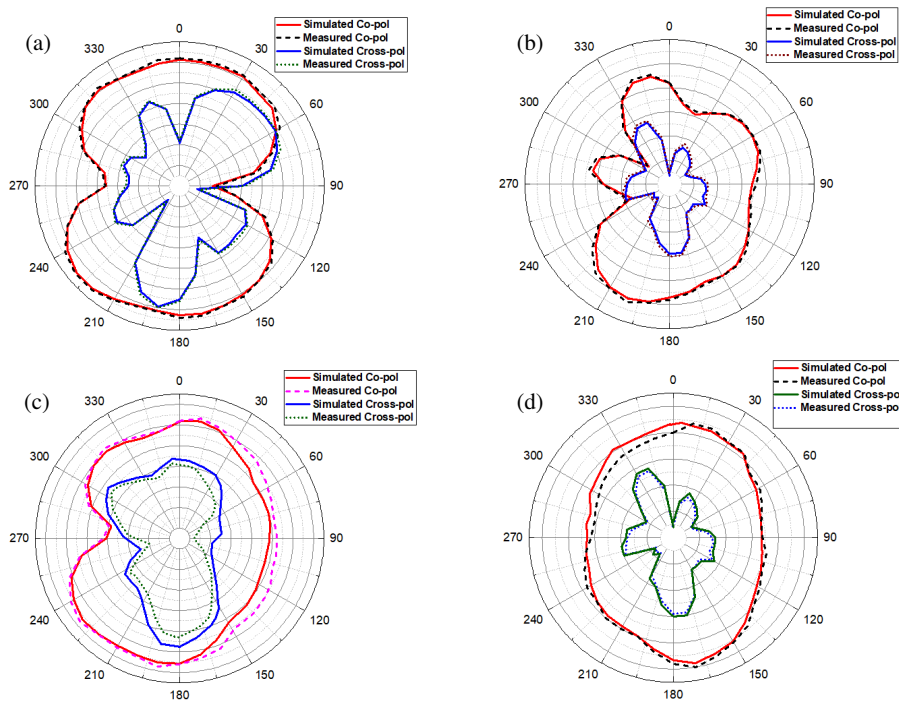 (a)
Simulated Co-pol
Measured Co-pol
Simulated Cross-pol
Measured Cross-pol
0
30
60
90
120
150
180
210
240
270
300
330
(b)
Simulated Co-pol
Measured Co-pol
Simulated Cross-pol
Measured Cross-pol
0
30
60
90
120
150
180
210
240
270
300
330
(c)
Simulated Co-pol
Measured Co-pol
Simulated Cross-pol
Measured Cross-pol
0
30
60
90
120
150
180
210
240
270
300
330
(d)
Simulated Co-pol
Measured Co-pol
Simulated Cross-pol
Measured Cross-pol
0
30
60
90
120
150
180
210
240
270
300
330